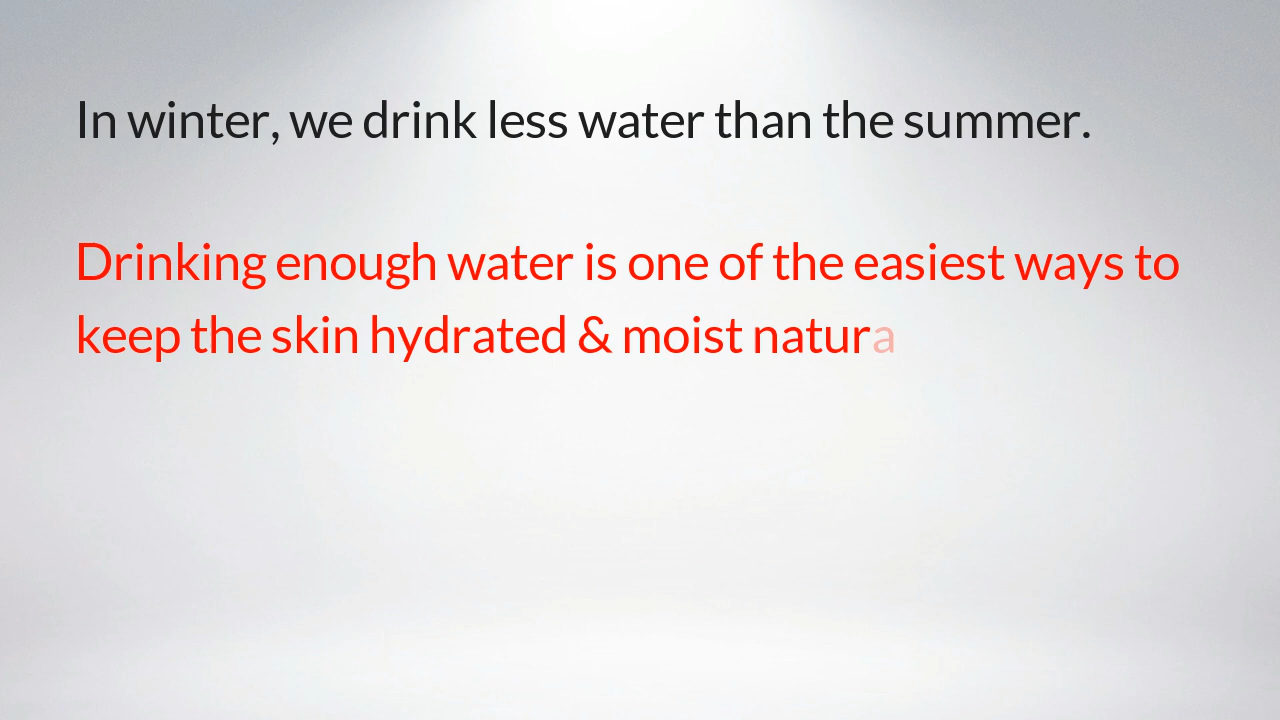 In winter, we drink less water than the summer.
Drinking enough water is one of the easiest ways to
keep the skin hydrated & moist natura